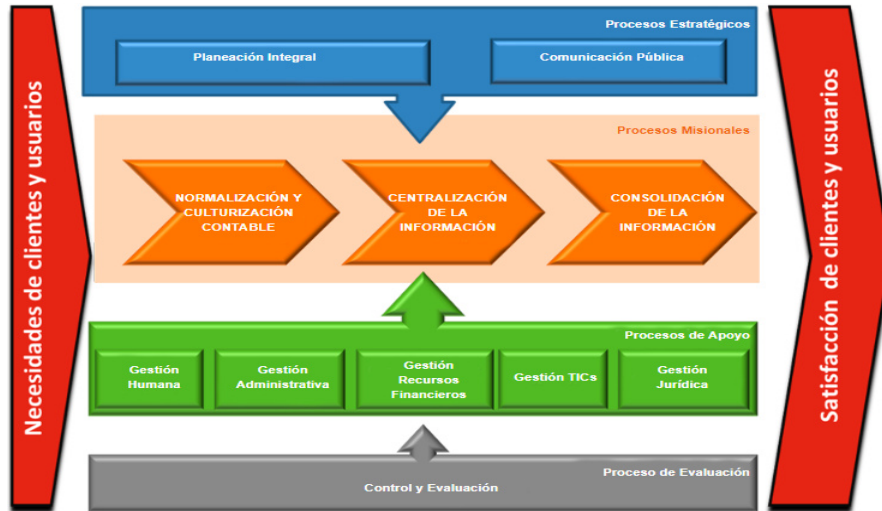 Necesidades de clientes y usuarios
Procesos Estratégicos
Planeación Integral
Comunicación Pública
Procesos Misionales
NORMALIZACIÓN Y
CULTURIZACIÓN
CONTABLE
CENTRALIZACIÓN
DE LA
INFORMACIÓN
CONSOLIDACIÓN
DE LA
INFORMACIÓN
Procesos de Apoyo
Gestión
Humana
Gestión
Administrativa
Gestión
Recursos
Financieros
Gestión TICs
Gestión
Jurídica
Proceso de Evaluación
Control y Evaluación
Satisfacción de clientes y usuarios